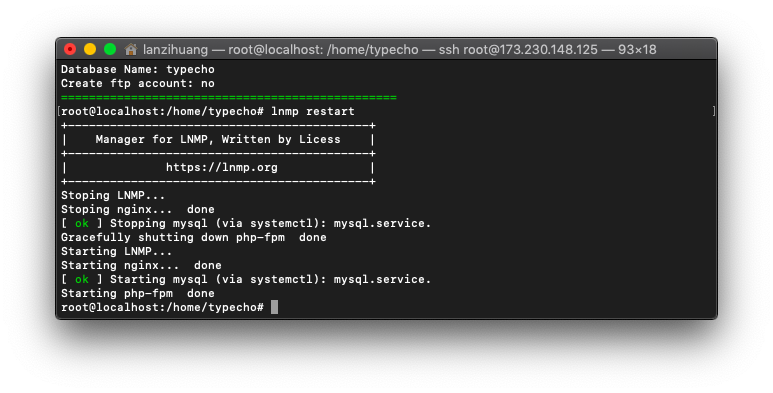 lanzihuang — root@localhost: /home/typecho — ssh root@173.230.148.125 — 93×18
Database Name: typecho
Create ftp account: no
================================================
[root@localhost:/home/typecho# lnmp restart ]
+-------------------------------------------+
|    Manager for LNMP, Written by Licess    |
+-------------------------------------------+
|              https://lnmp.org             |
+-------------------------------------------+
Stoping LNMP...
Stoping nginx...  done
[ ok ] Stopping mysql (via systemctl): mysql.service.
Gracefully shutting down php-fpm  done
Starting LNMP...
Starting nginx...  done
[ ok ] Starting mysql (via systemctl): mysql.service.
Starting php-fpm  done
root@localhost:/home/typecho#